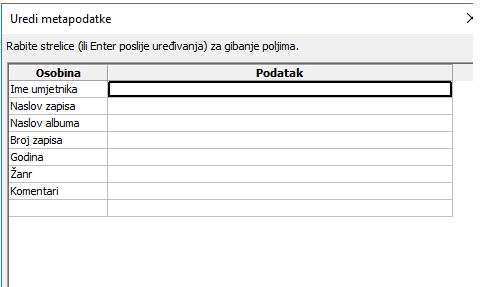 Uredi metapodatke
Rabite strelice (ili Enter poslije uređivanja) za gibanje poljima.
Osobina Podatak
Ime umjetnika
Naslov zapisa
Naslov albuma
Broj zapisa
Godina
Žanr
Komentari